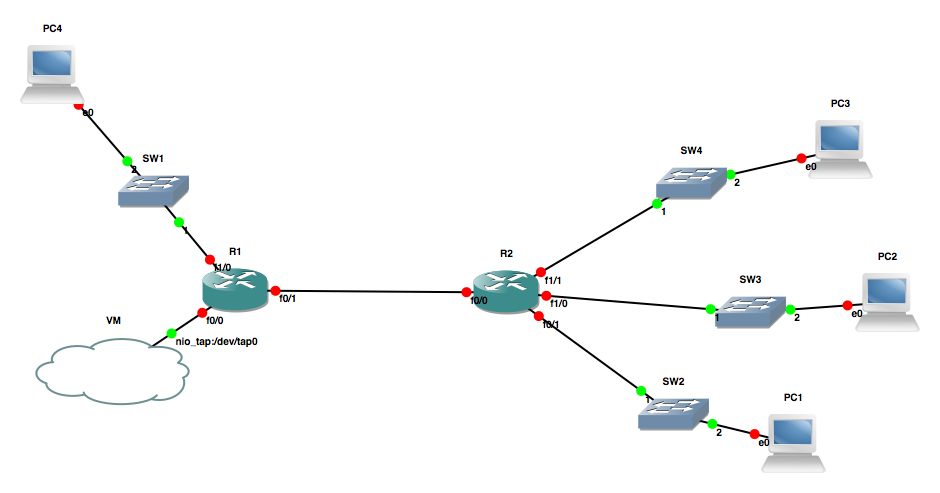 PC4
e0
2
SW1
1
R1
f1/0
f0/1
f0/0
VM
nio_tap:/dev/tap0
R2
f0/0
f1/1
f1/0
f0/1
SW4
1
2
PC3
e0
SW3
1
2
PC2
e0
SW2
1
2
PC1
e0